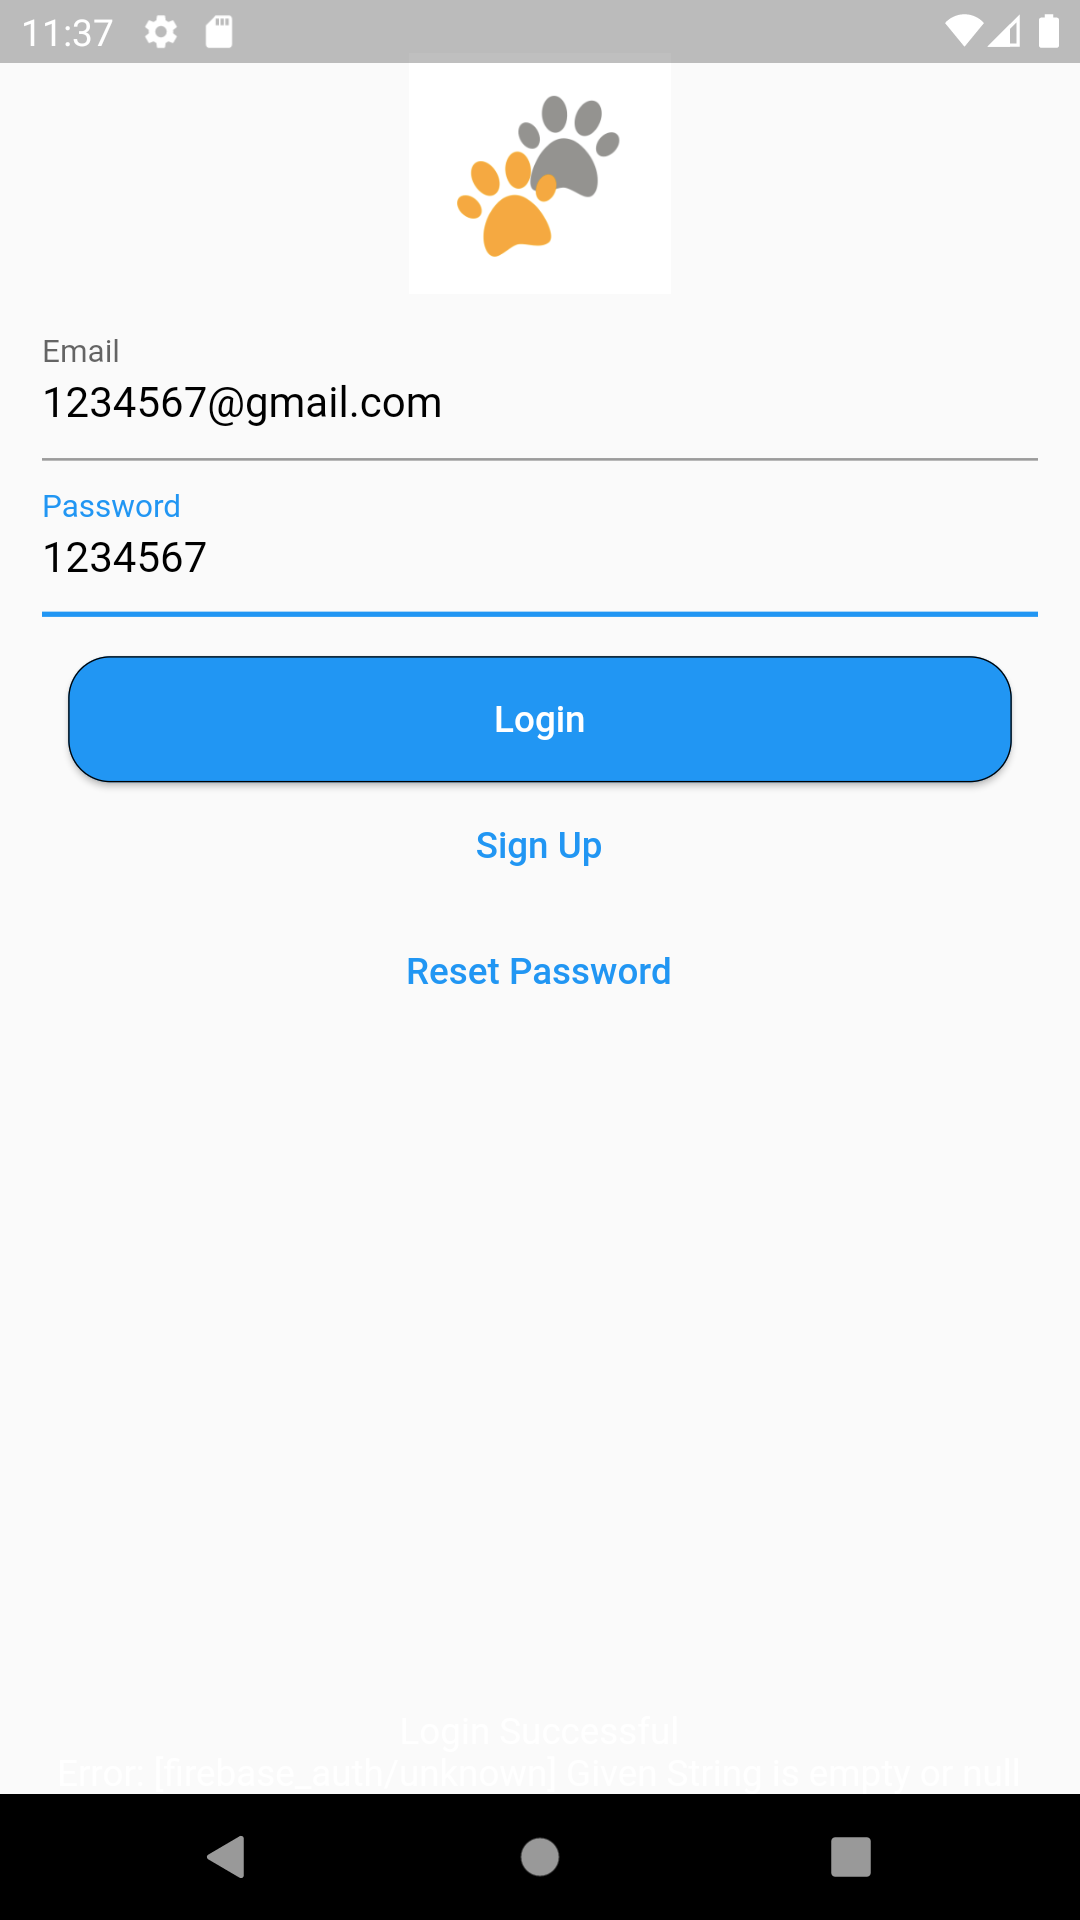 11:37
Email
1234567@gmail.com
Password
1234567
Login
Sign Up
Reset Password
Login Successful
Error: [firebase_auth/unknown] Given String is empty or null